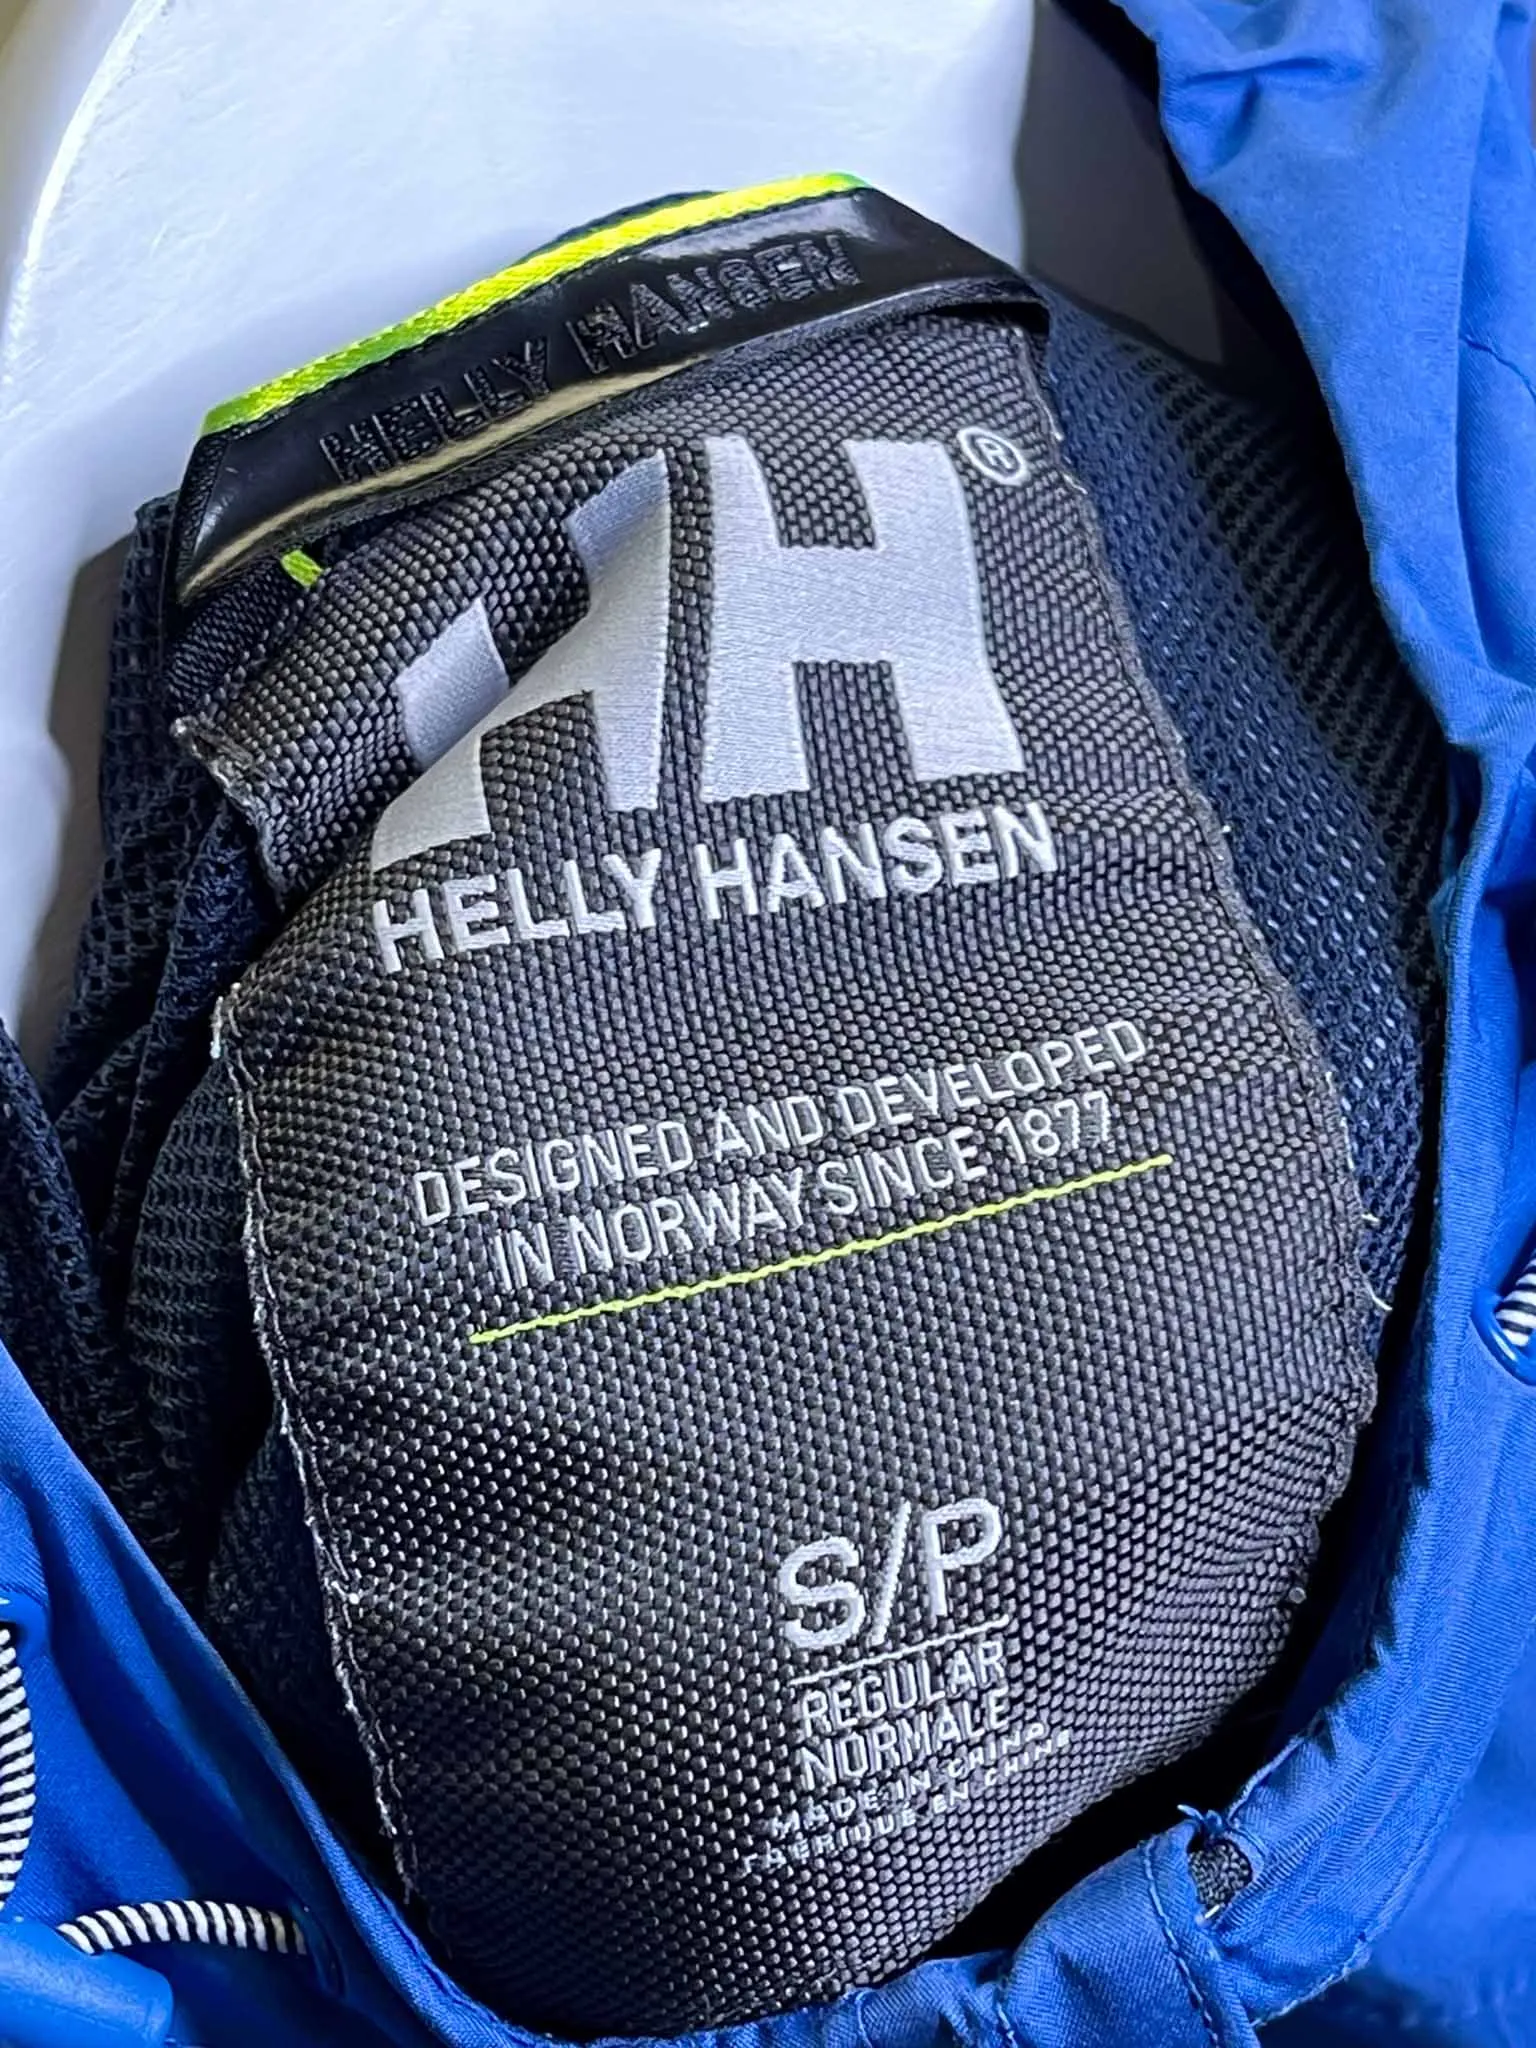 HELLY HANSEN
HH®
HELLY HANSEN
DESIGNED AND DEVELOPED
IN NORWAY SINCE 1877
S/P
REGULAR
NORMALE
MADE IN CHINA
FABRIQUÉ EN CHINE